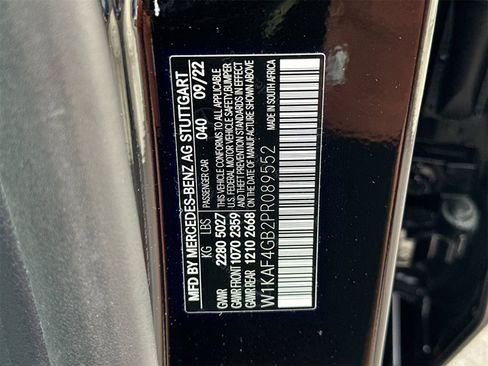 MFD BY MERCEDES-BENZ AG STUTTGART
PASSENGER CAR 040 09/22
THIS VEHICLE COMPLIES WITH ALL APPLICABLE
U.S. FEDERAL MOTOR VEHICLE SAFETY, BUMPER
AND THEFT PREVENTION STANDARDS IN EFFECT
ON THE DATE OF MANUFACTURE SHOWN ABOVE
KG LBS
GVWR 2280 5027
GAWR FRONT 1070 2359
GAWR REAR 1210 2668
MADE IN SOUTH AFRICA
W1KAF4GB2PR089552